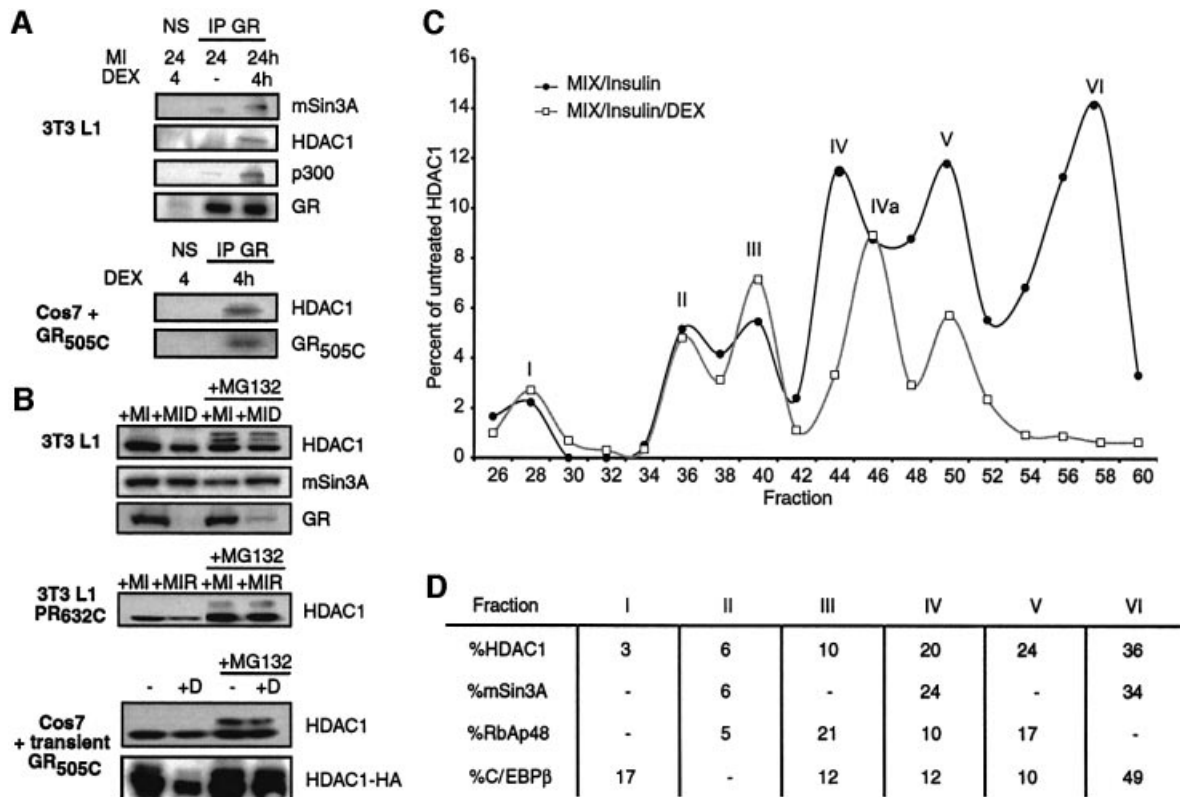 A
NS IP GR
MI 24 24 24h
DEX 4 - 4h
3T3 L1
mSin3A
HDAC1
p300
GR
NS IP GR
DEX 4 4h
Cos7 +
GR505C
HDAC1
GR505C
B
+MG132
+MI +MID +MI +MID
3T3 L1
HDAC1
mSin3A
GR
+MG132
+MI +MIR +MI +MIR
3T3 L1
PR632C
HDAC1
+MG132
- +D - +D
Cos7
+ transient
GR505C
HDAC1
HDAC1-HA
C
Percent of untreated HDAC1
16
14
12
10
8
6
4
2
0
MIX/Insulin
MIX/Insulin/DEX
I
II
III
IV
IVa
V
VI
26 28 30 32 34 36 38 40 42 44 46 48 50 52 54 56 58 60
Fraction
D
Fraction I II III IV V VI
%HDAC1 3 6 10 20 24 36
%mSin3A - 6 - 24 - 34
%RbAp48 - 5 21 10 17 -
%C/EBPβ 17 - 12 12 10 49